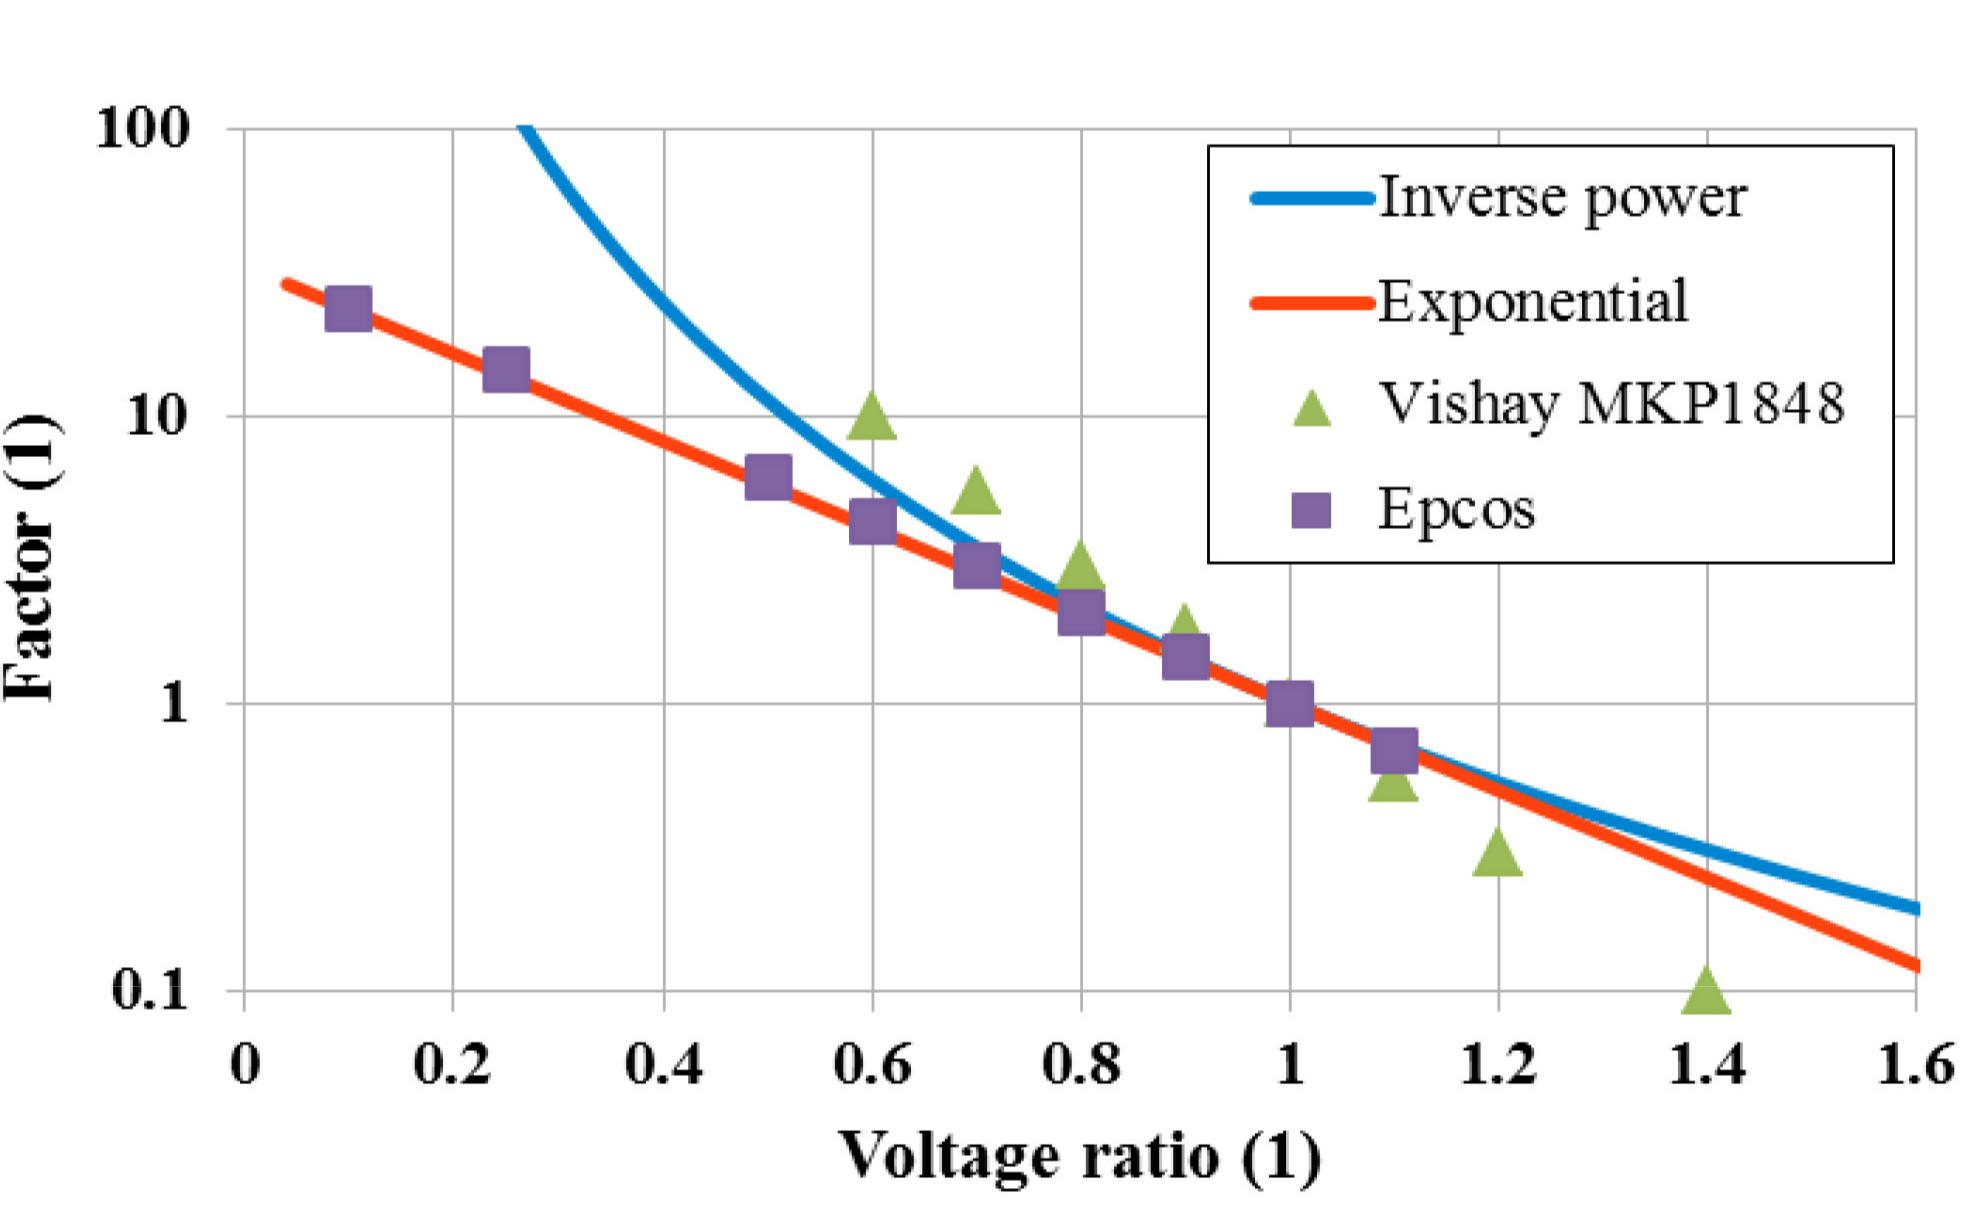 100
10
1
0.1
Factor (1)
Inverse power
Exponential
Vishay MKP1848
Epcos
0 0.2 0.4 0.6 0.8 1 1.2 1.4 1.6
Voltage ratio (1)